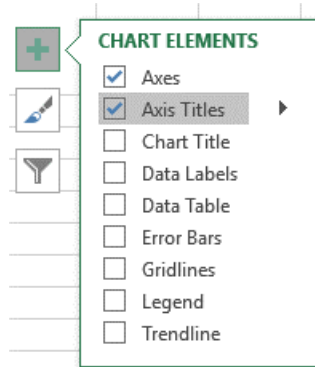 CHART ELEMENTS
Axes
Axis Titles
Chart Title
Data Labels
Data Table
Error Bars
Gridlines
Legend
Trendline